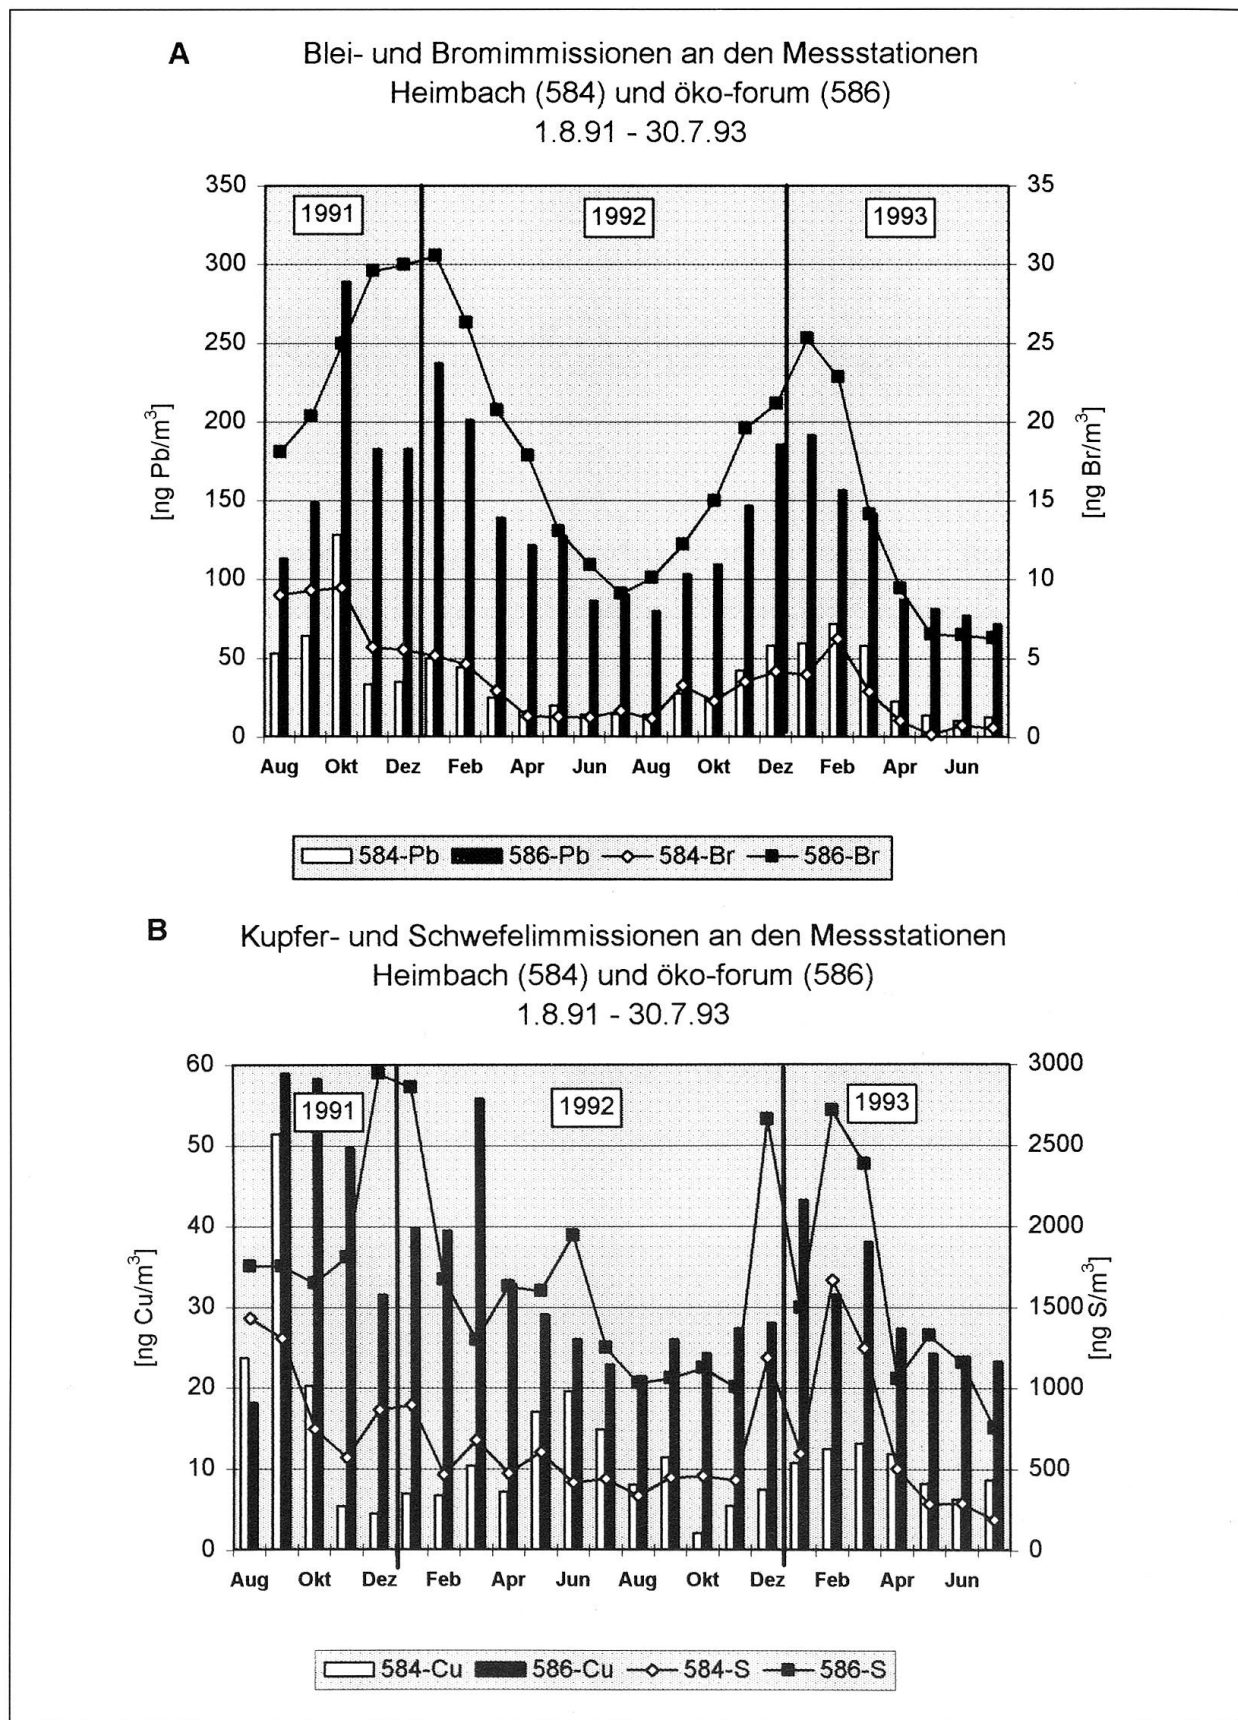 A
Blei- und Bromimmissionen an den Messstationen
Heimbach (584) und öko-forum (586)
1.8.91 - 30.7.93
350
300
250
200
150
100
50
0
[ng Pb/m³]
1991
1992
1993
35
30
25
20
15
10
5
0
[ng Br/m³]
Aug Okt Dez Feb Apr Jun Aug Okt Dez Feb Apr Jun
584-Pb 586-Pb 584-Br 586-Br
B
Kupfer- und Schwefelimmissionen an den Messstationen
Heimbach (584) und öko-forum (586)
1.8.91 - 30.7.93
60
50
40
30
20
10
0
[ng Cu/m³]
1991
1992
1993
3000
2500
2000
1500
1000
500
0
[ng S/m³]
Aug Okt Dez Feb Apr Jun Aug Okt Dez Feb Apr Jun
584-Cu 586-Cu 584-S 586-S